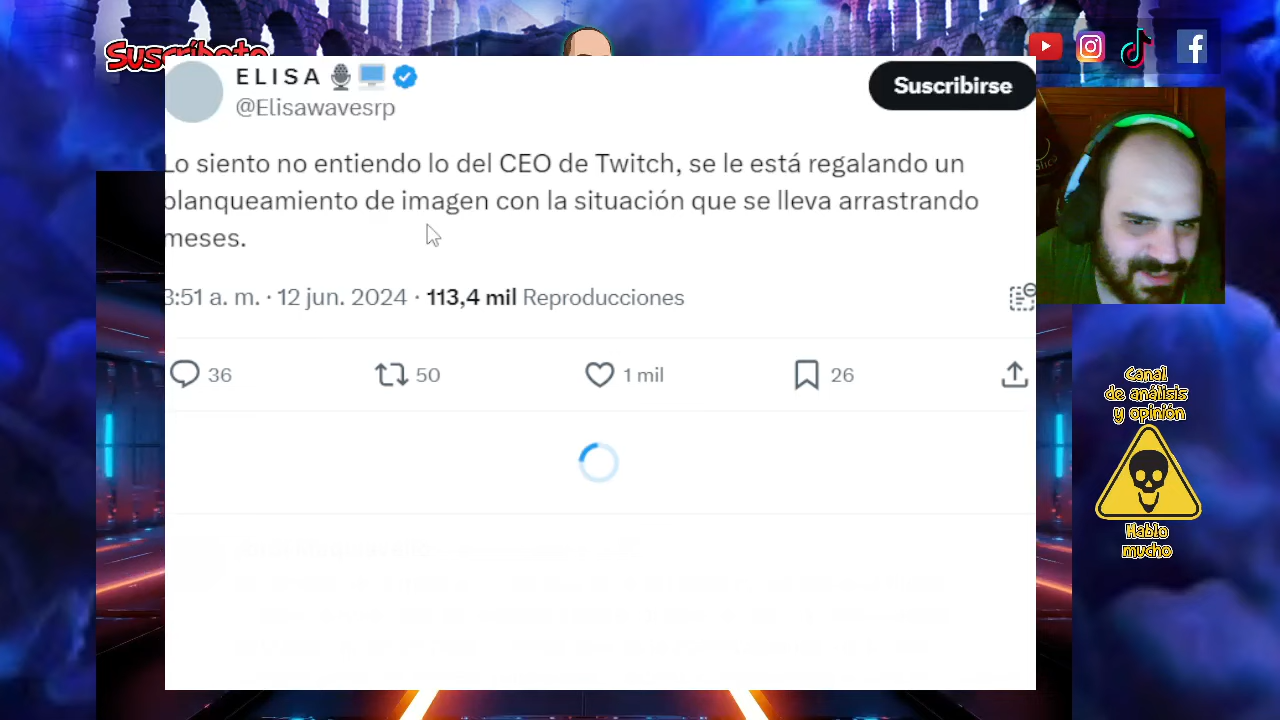 Suscríbete
ELISA
@Elisawavesrp
Suscribirse
Lo siento no entiendo lo del CEO de Twitch, se le está regalando un
blanqueamiento de imagen con la situación que se lleva arrastrando
meses.
3:51 a. m. · 12 jun. 2024 · 113,4 mil Reproducciones
36
50
1 mil
26
Canal
de análisis
y opinión
Hablo
mucho